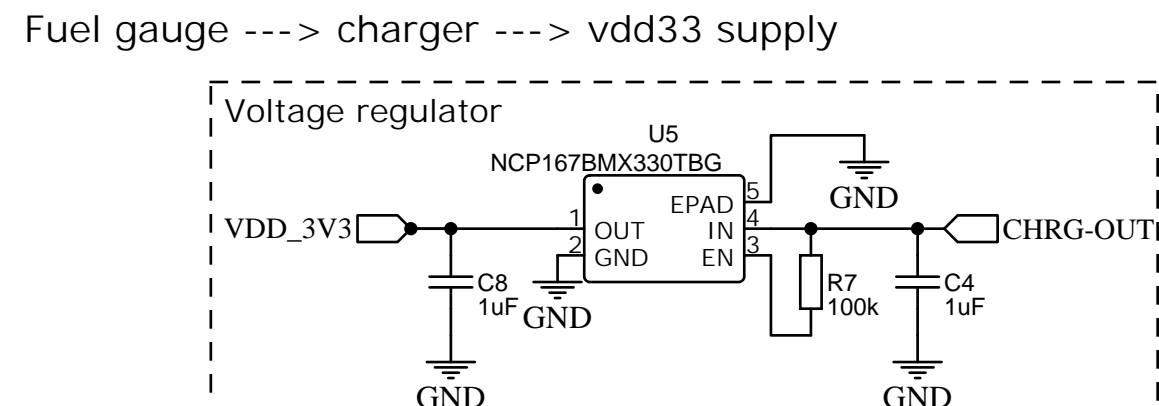 Fuel gauge ---> charger ---> vdd33 supply
Voltage regulator
U5
NCP167BMX330TBG
VDD_3V3
1
OUT
2
GND
EPAD
5
IN
4
EN
3
GND
CHRG-OUT
C8
1uF
GND
R7
100k
C4
1uF
GND
GND